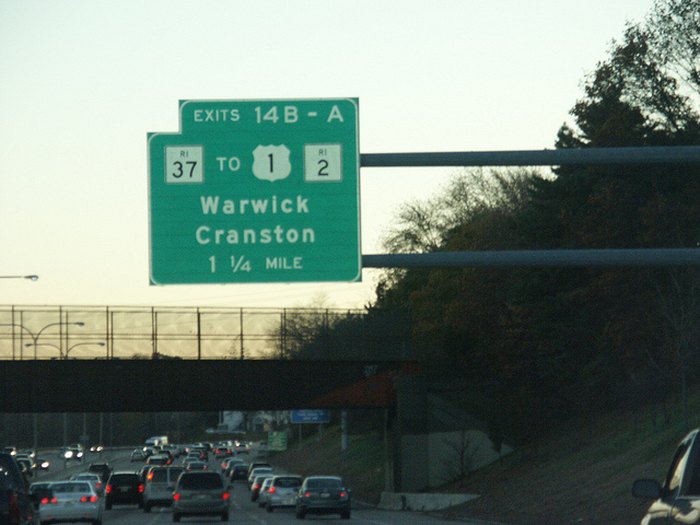 EXITS 14B - A
RI 37 TO 1 RI 2
Warwick
Cranston
1 1/4 MILE